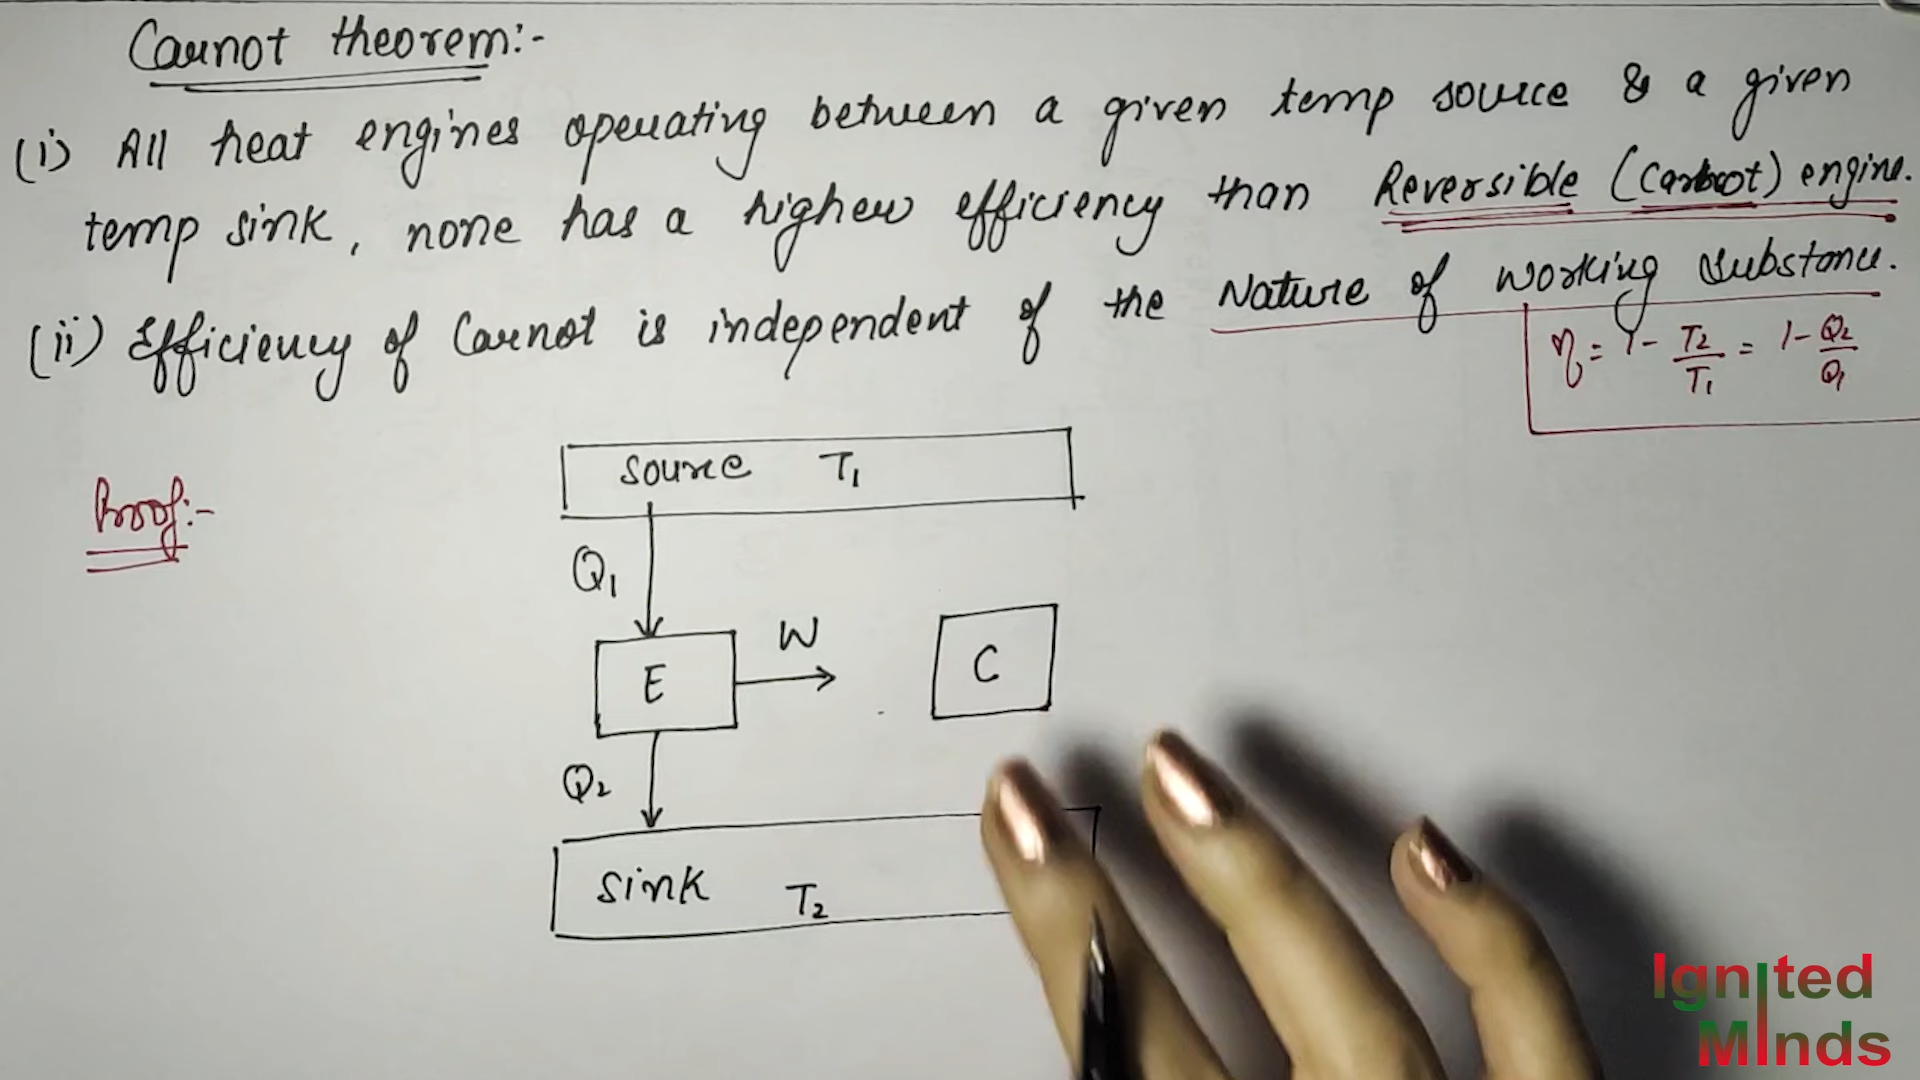 Carnot theorem:-
(i) All heat engines operating between a given temp source & a given
temp sink, none has a higher efficiency than Reversible (Carnot) engine.
(ii) Efficiency of Carnot is independent of the Nature of working substance.
η = 1 - T₂/T₁ = 1 - Q₂/Q₁
Proof:-
source T₁
Q₁
W
E
C
Q₂
sink T₂
Ignited
Minds